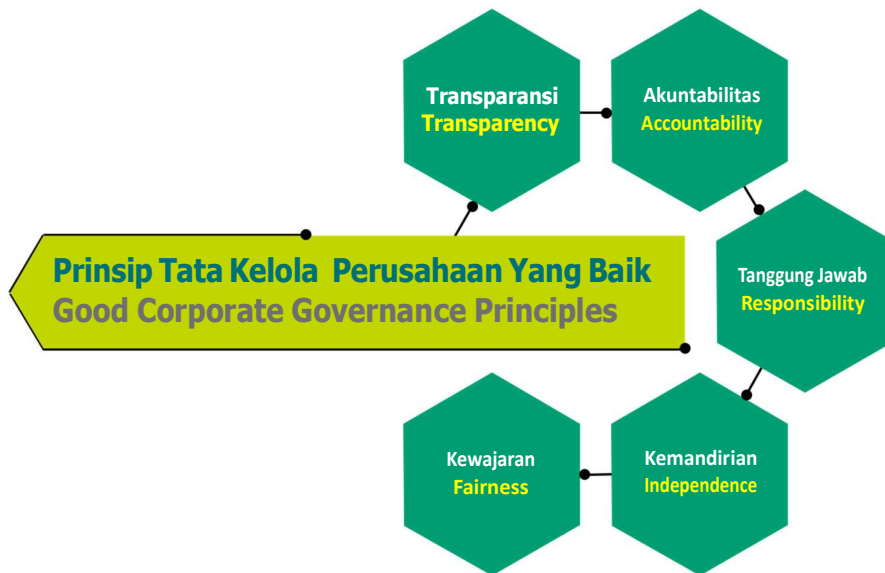 Transparansi
Transparency
Akuntabilitas
Accountability
Prinsip Tata Kelola Perusahaan Yang Baik
Good Corporate Governance Principles
Tanggung Jawab
Responsibility
Kewajaran
Fairness
Kemandirian
Independence